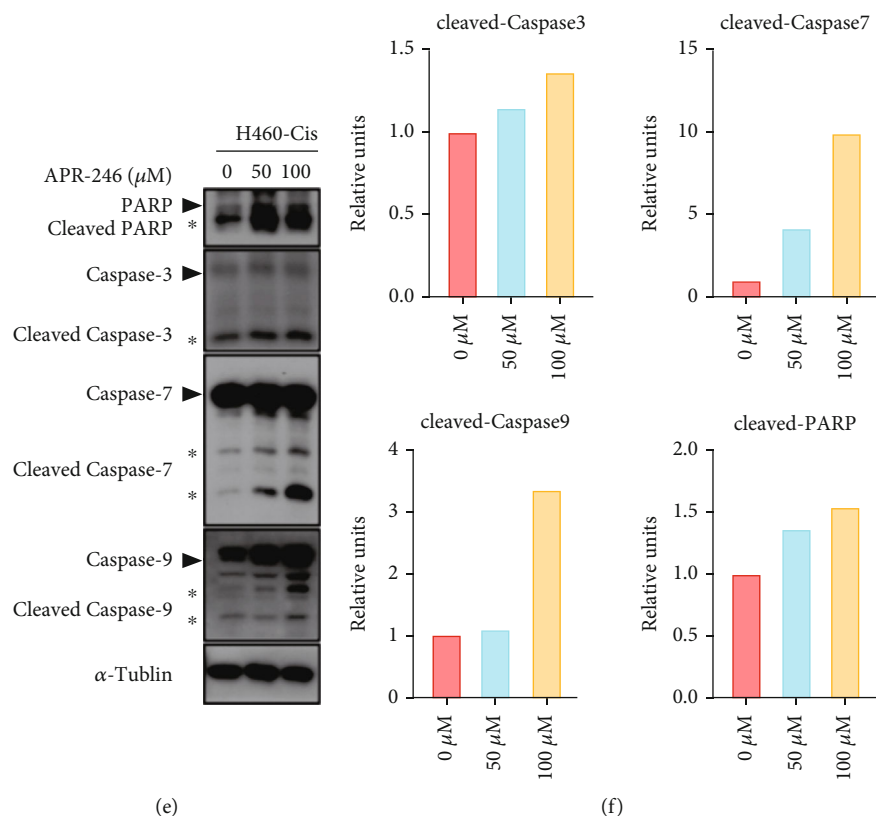 H460-Cis
APR-246 (μM) 0 50 100
PARP
Cleaved PARP *
Caspase-3
Cleaved Caspase-3 *
Caspase-7
*
Cleaved Caspase-7
*
Caspase-9
*
Cleaved Caspase-9
*
α-Tublin
(e)
cleaved-Caspase3
Relative units
1.5
1.0
0.5
0.0
0 μM
50 μM
100 μM
cleaved-Caspase7
Relative units
15
10
5
0
0 μM
50 μM
100 μM
cleaved-Caspase9
Relative units
4
3
2
1
0
0 μM
50 μM
100 μM
cleaved-PARP
Relative units
2.0
1.5
1.0
0.5
0.0
0 μM
50 μM
100 μM
(f)